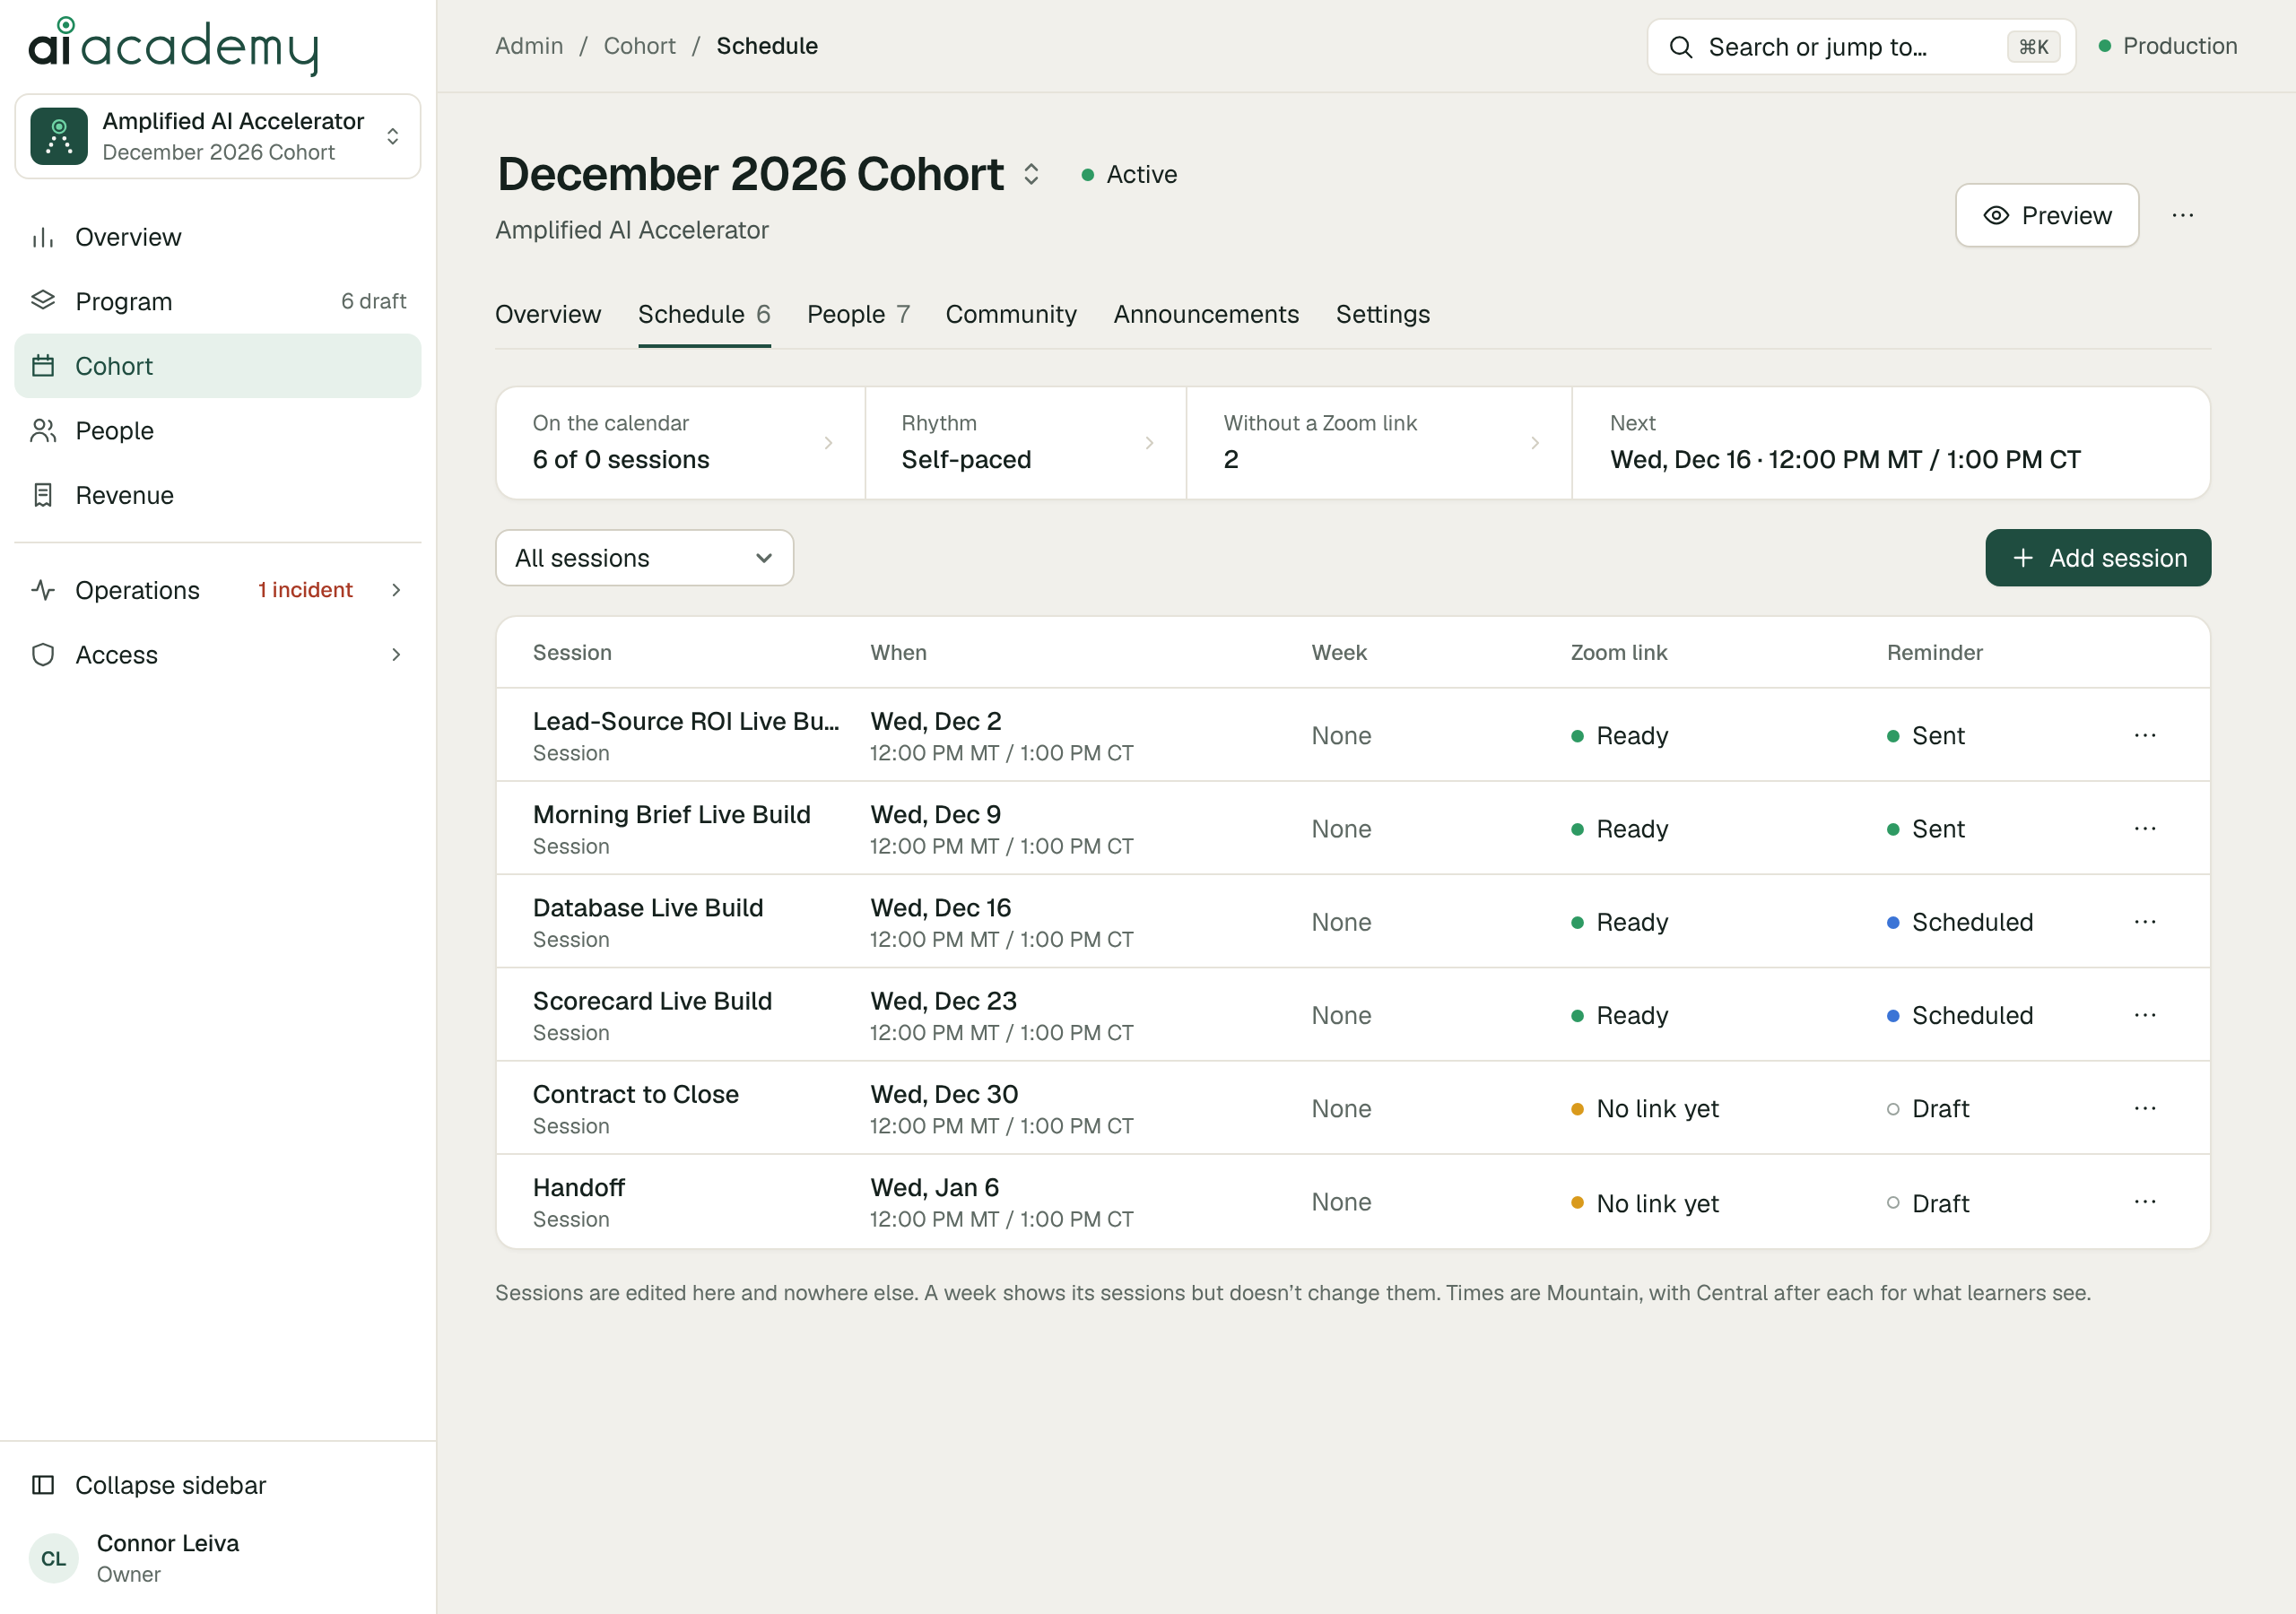 ai academy
Amplified AI Accelerator
December 2026 Cohort
Overview
Program 6 draft
Cohort
People
Revenue
Operations 1 incident
Access
Collapse sidebar
CL
Connor Leiva
Owner
Admin / Cohort / Schedule
Search or jump to… ⌘K
Production
December 2026 Cohort
Active
Amplified AI Accelerator
Preview
Overview Schedule 6 People 7 Community Announcements Settings
On the calendar
6 of 0 sessions
Rhythm
Self-paced
Without a Zoom link
2
Next
Wed, Dec 16 · 12:00 PM MT / 1:00 PM CT
All sessions
+ Add session
Session When Week Zoom link Reminder
Lead-Source ROI Live Bu… Wed, Dec 2 None Ready Sent
Session 12:00 PM MT / 1:00 PM CT
Morning Brief Live Build Wed, Dec 9 None Ready Sent
Session 12:00 PM MT / 1:00 PM CT
Database Live Build Wed, Dec 16 None Ready Scheduled
Session 12:00 PM MT / 1:00 PM CT
Scorecard Live Build Wed, Dec 23 None Ready Scheduled
Session 12:00 PM MT / 1:00 PM CT
Contract to Close Wed, Dec 30 None No link yet Draft
Session 12:00 PM MT / 1:00 PM CT
Handoff Wed, Jan 6 None No link yet Draft
Session 12:00 PM MT / 1:00 PM CT
Sessions are edited here and nowhere else. A week shows its sessions but doesn’t change them. Times are Mountain, with Central after each for what learners see.